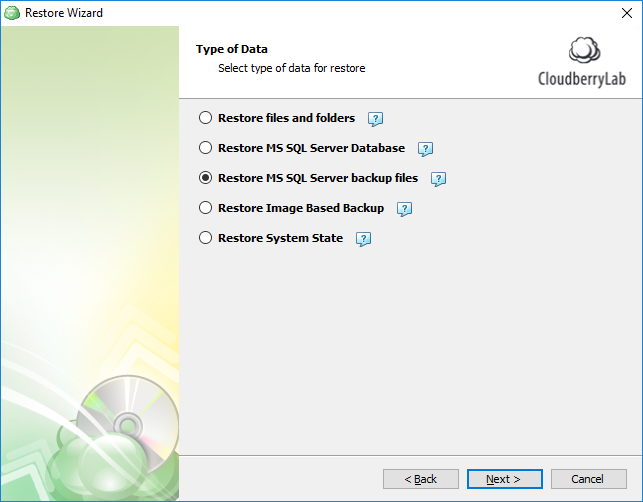 Restore Wizard
Type of Data
Select type of data for restore
CloudberryLab
Restore files and folders ?
Restore MS SQL Server Database ?
Restore MS SQL Server backup files ?
Restore Image Based Backup ?
Restore System State ?
< Back Next > Cancel